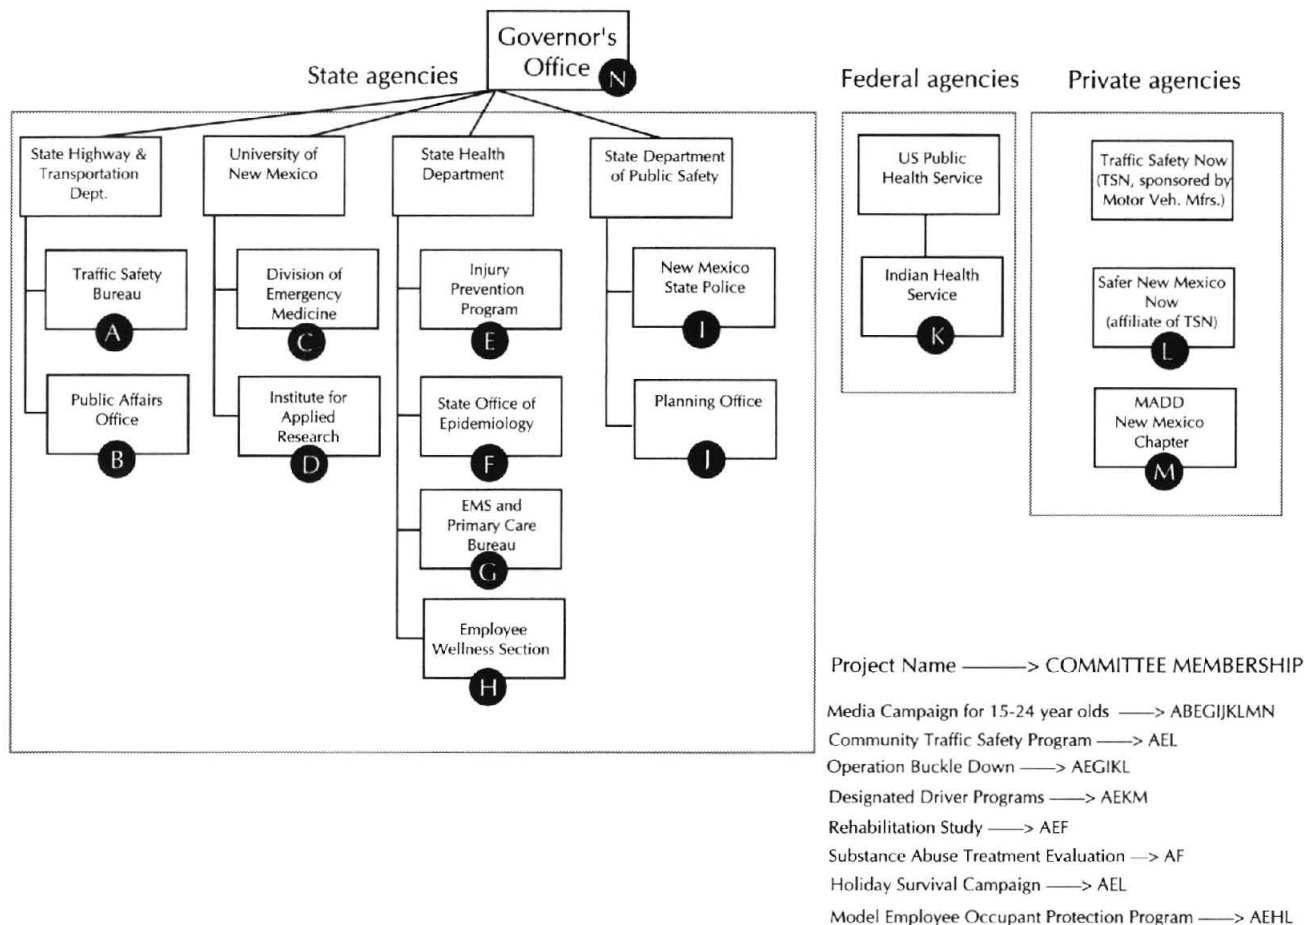 Governor's
Office
N
State agencies
Federal agencies
Private agencies
State Highway &
Transportation
Dept.
University of
New Mexico
State Health
Department
State Department
of Public Safety
US Public
Health Service
Traffic Safety Now
(TSN, sponsored by
Motor Veh. Mfrs.)
Traffic Safety
Bureau
A
Division of
Emergency
Medicine
C
Injury
Prevention
Program
E
New Mexico
State Police
I
Indian Health
Service
K
Safer New Mexico
Now
(affiliate of TSN)
L
Public Affairs
Office
B
Institute for
Applied
Research
D
State Office of
Epidemiology
F
Planning Office
J
MADD
New Mexico
Chapter
M
EMS and
Primary Care
Bureau
G
Employee
Wellness Section
H
Project Name ———> COMMITTEE MEMBERSHIP
Media Campaign for 15-24 year olds ——> ABEGIJKLMN
Community Traffic Safety Program ——> AEL
Operation Buckle Down ——> AEGIKL
Designated Driver Programs ——> AEKM
Rehabilitation Study ——> AEF
Substance Abuse Treatment Evaluation —> AF
Holiday Survival Campaign ——> AEL
Model Employee Occupant Protection Program ——> AEHL